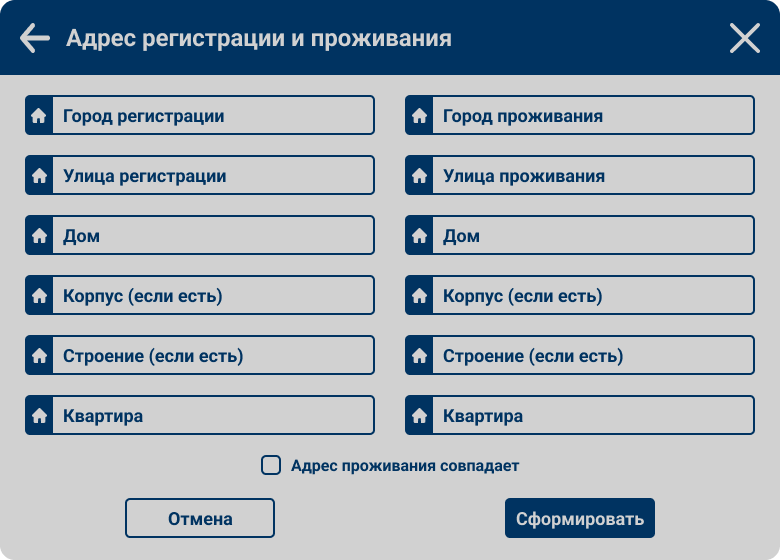 Адрес регистрации и проживания
Город регистрации
Город проживания
Улица регистрации
Улица проживания
Дом
Дом
Корпус (если есть)
Корпус (если есть)
Строение (если есть)
Строение (если есть)
Квартира
Квартира
Адрес проживания совпадает
Отмена
Сформировать